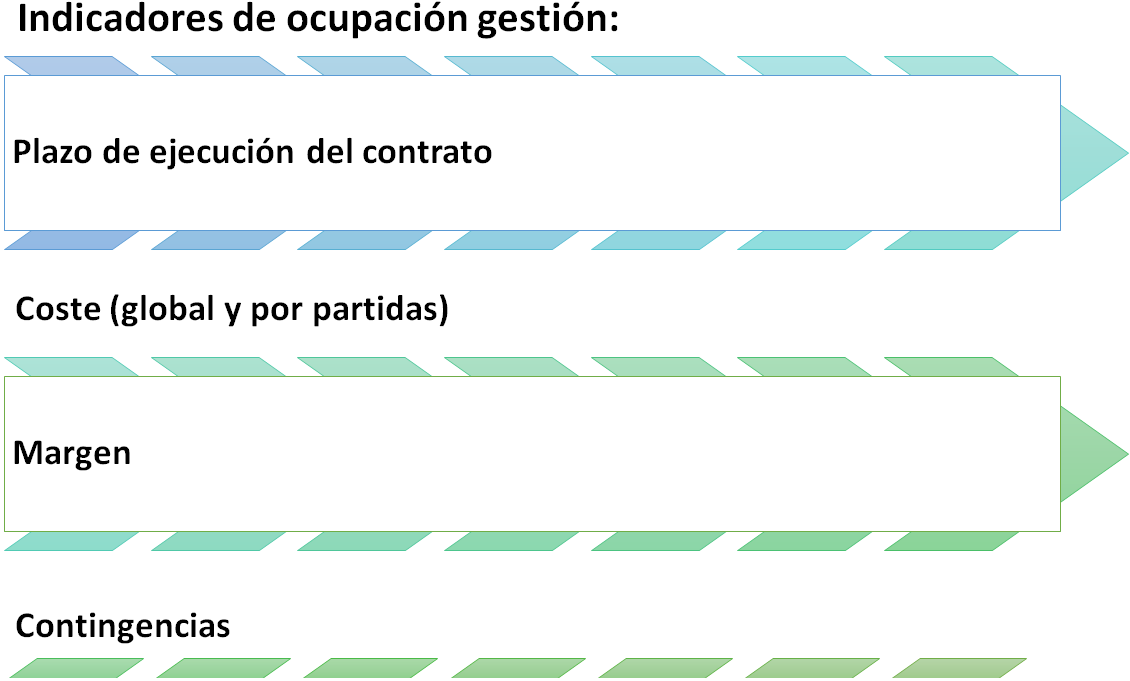 Indicadores de ocupación gestión:
Plazo de ejecución del contrato
Coste (global y por partidas)
Margen
Contingencias